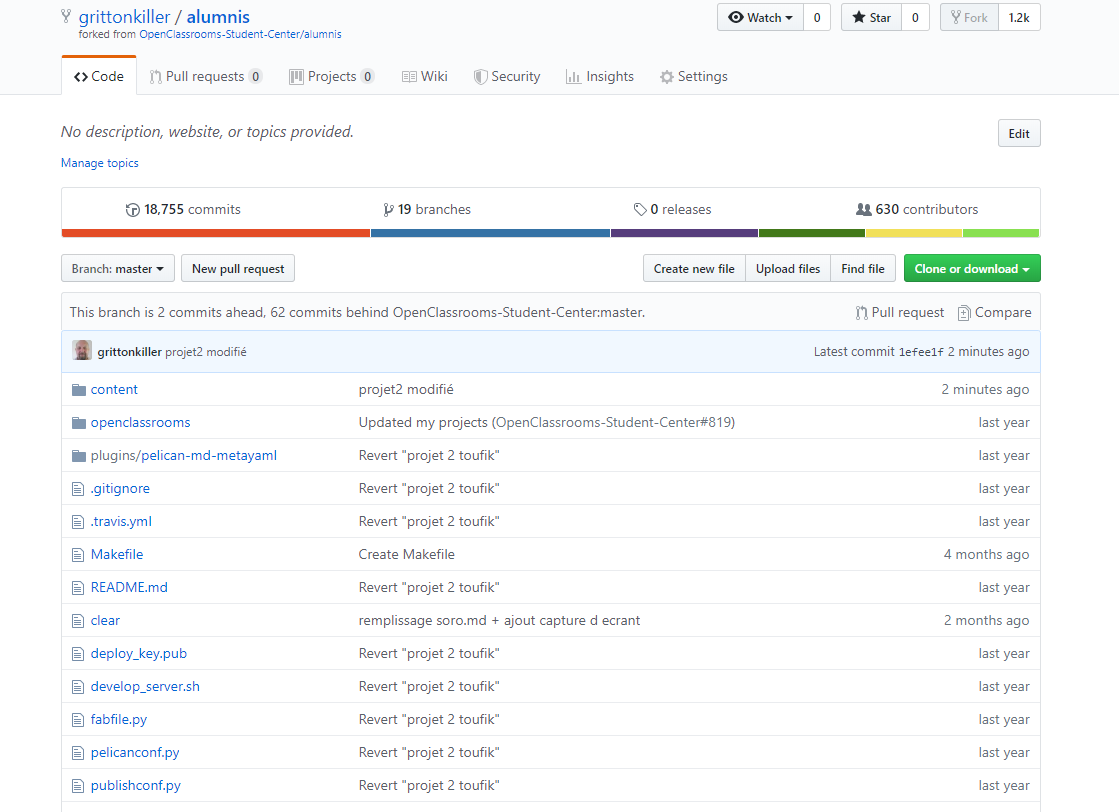 grittonkiller / alumnis
Watch 0 Star 0 Fork 1.2k
forked from OpenClassrooms-Student-Center/alumnis
Code Pull requests 0 Projects 0 Wiki Security Insights Settings
No description, website, or topics provided.
Edit
Manage topics
18,755 commits 19 branches 0 releases 630 contributors
Branch: master New pull request Create new file Upload files Find file Clone or download
This branch is 2 commits ahead, 62 commits behind OpenClassrooms-Student-Center:master. Pull request Compare
grittonkiller projet2 modifié Latest commit 1efee1f 2 minutes ago
content projet2 modifié 2 minutes ago
openclassrooms Updated my projects (OpenClassrooms-Student-Center#819) last year
plugins/pelican-md-metayaml Revert "projet 2 toufik" last year
.gitignore Revert "projet 2 toufik" last year
.travis.yml Revert "projet 2 toufik" last year
Makefile Create Makefile 4 months ago
README.md Revert "projet 2 toufik" last year
clear remplissage soro.md + ajout capture d ecrant 2 months ago
deploy_key.pub Revert "projet 2 toufik" last year
develop_server.sh Revert "projet 2 toufik" last year
fabfile.py Revert "projet 2 toufik" last year
pelicanconf.py Revert "projet 2 toufik" last year
publishconf.py Revert "projet 2 toufik" last year